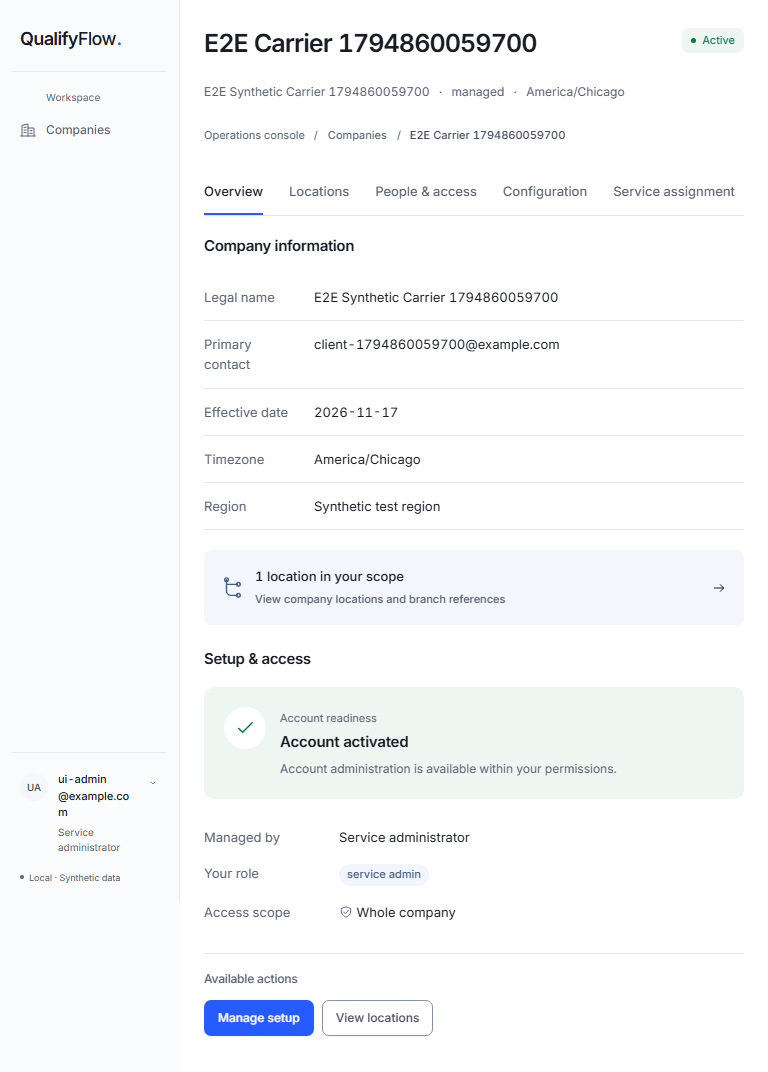 QualifyFlow.
Workspace
Companies
ui-admin
@example.co
m
UA
Service
administrator
Local · Synthetic data
E2E Carrier 1794860059700
Active
E2E Synthetic Carrier 1794860059700 · managed · America/Chicago
Operations console / Companies / E2E Carrier 1794860059700
Overview Locations People & access Configuration Service assignment
Company information
Legal name E2E Synthetic Carrier 1794860059700
Primary
contact
client-1794860059700@example.com
Effective date 2026-11-17
Timezone America/Chicago
Region Synthetic test region
1 location in your scope
View company locations and branch references
Setup & access
Account readiness
Account activated
Account administration is available within your permissions.
Managed by Service administrator
Your role service admin
Access scope Whole company
Available actions
Manage setup View locations